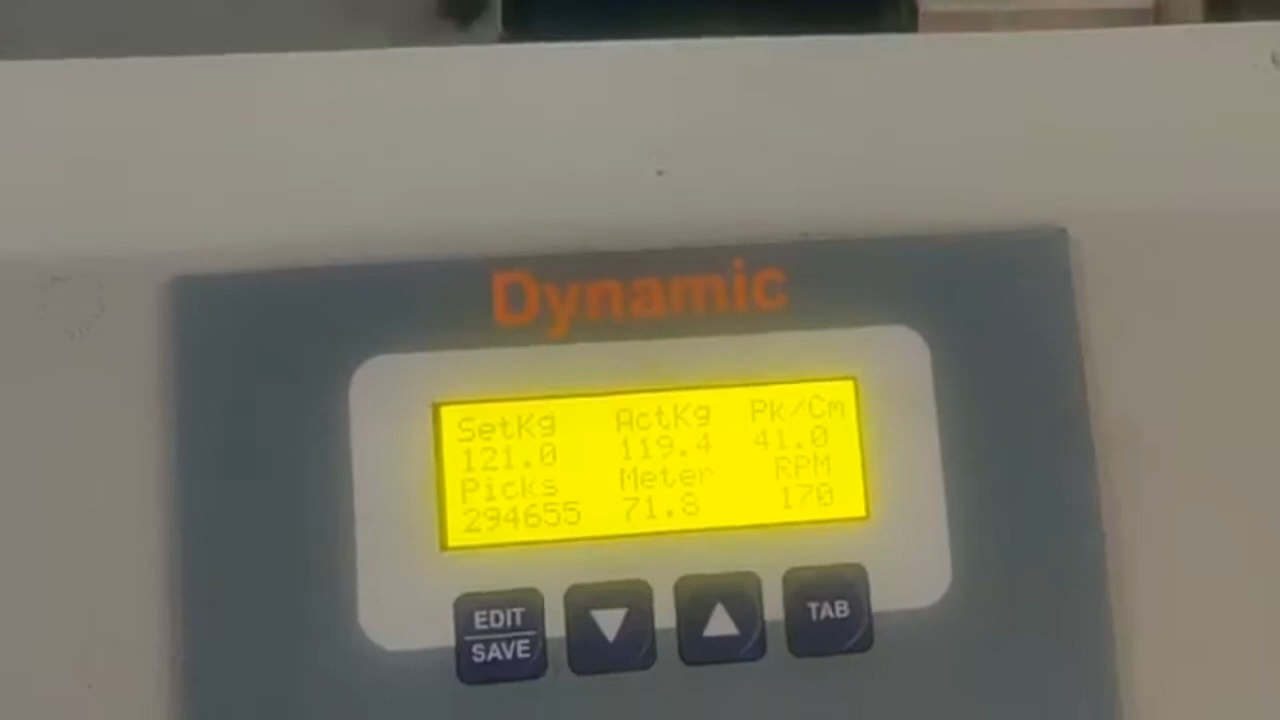 Dynamic
SetKg ActKg Pk/Cm
121.0 119.4 41.0
Picks Meter RPM
294655 71.8 170
EDIT
SAVE
TAB